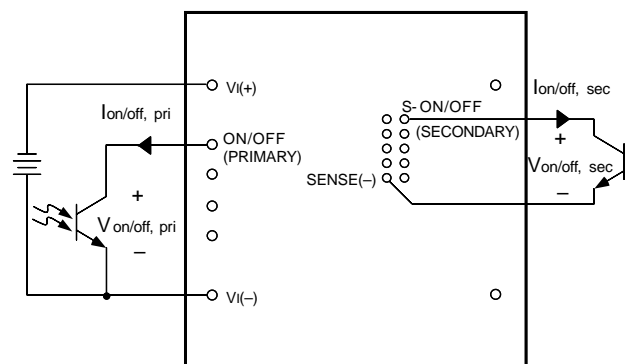 VI(+)
Ion/off, pri
ON/OFF
(PRIMARY)
+
Von/off, pri
–
VI(–)
S- ON/OFF
(SECONDARY)
SENSE(–)
Ion/off, sec
+
Von/off, sec
–